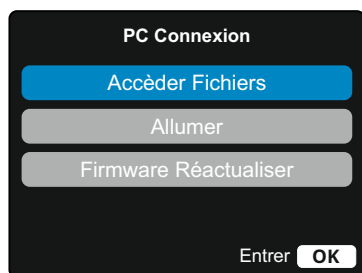 PC Connexion
Accèder Fichiers
Allumer
Firmware Réactualiser
Entrer OK